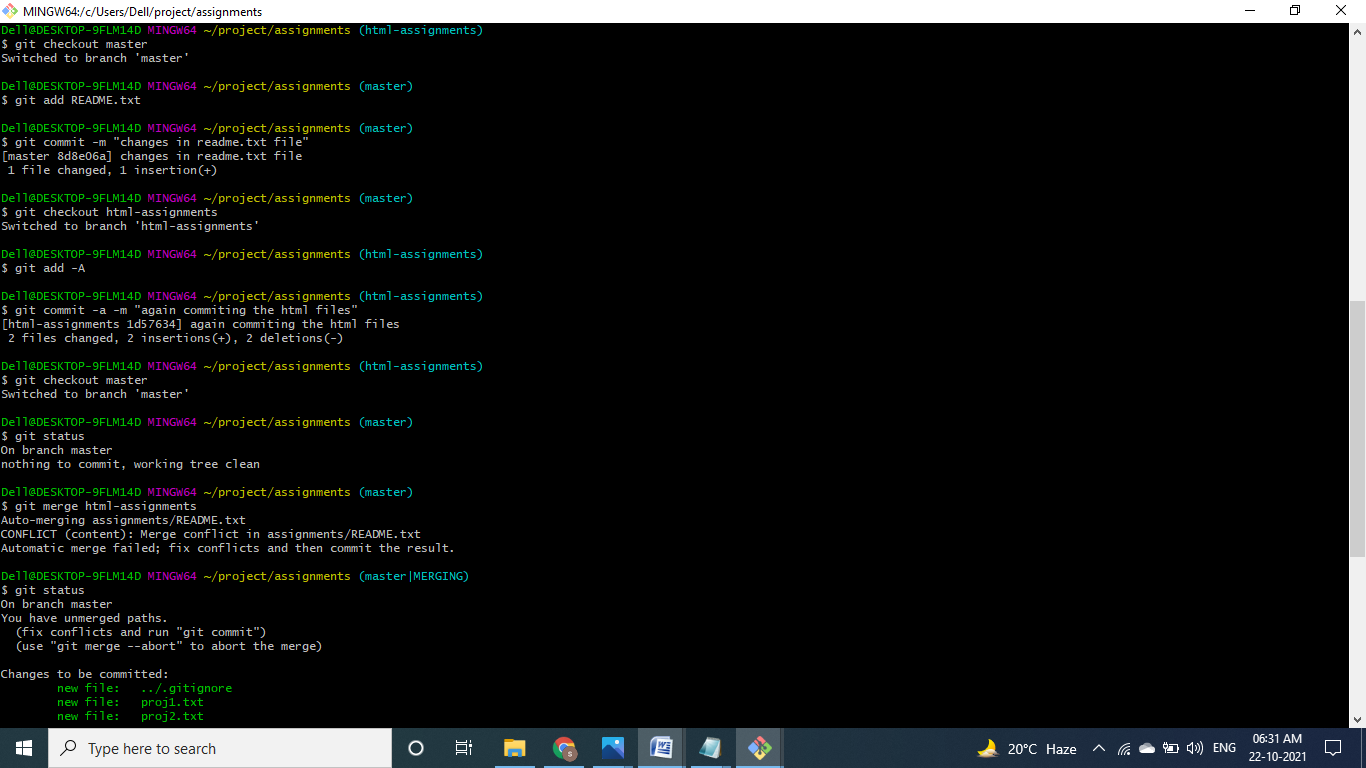 MINGW64:/c/Users/Dell/project/assignments
Dell@DESKTOP-9FLM14D MINGW64 ~/project/assignments (html-assignments)
$ git checkout master
Switched to branch 'master'
Dell@DESKTOP-9FLM14D MINGW64 ~/project/assignments (master)
$ git add README.txt
Dell@DESKTOP-9FLM14D MINGW64 ~/project/assignments (master)
$ git commit -m "changes in readme.txt file"
[master 8d8e06a] changes in readme.txt file
 1 file changed, 1 insertion(+)
Dell@DESKTOP-9FLM14D MINGW64 ~/project/assignments (master)
$ git checkout html-assignments
Switched to branch 'html-assignments'
Dell@DESKTOP-9FLM14D MINGW64 ~/project/assignments (html-assignments)
$ git add -A
Dell@DESKTOP-9FLM14D MINGW64 ~/project/assignments (html-assignments)
$ git commit -a -m "again commiting the html files"
[html-assignments 1d57634] again commiting the html files
 2 files changed, 2 insertions(+), 2 deletions(-)
Dell@DESKTOP-9FLM14D MINGW64 ~/project/assignments (html-assignments)
$ git checkout master
Switched to branch 'master'
Dell@DESKTOP-9FLM14D MINGW64 ~/project/assignments (master)
$ git status
On branch master
nothing to commit, working tree clean
Dell@DESKTOP-9FLM14D MINGW64 ~/project/assignments (master)
$ git merge html-assignments
Auto-merging assignments/README.txt
CONFLICT (content): Merge conflict in assignments/README.txt
Automatic merge failed; fix conflicts and then commit the result.
Dell@DESKTOP-9FLM14D MINGW64 ~/project/assignments (master|MERGING)
$ git status
On branch master
You have unmerged paths.
  (fix conflicts and run "git commit")
  (use "git merge --abort" to abort the merge)
Changes to be committed:
        new file:   ../.gitignore
        new file:   proj1.txt
        new file:   proj2.txt
Type here to search
20°C Haze
ENG
06:31 AM
22-10-2021